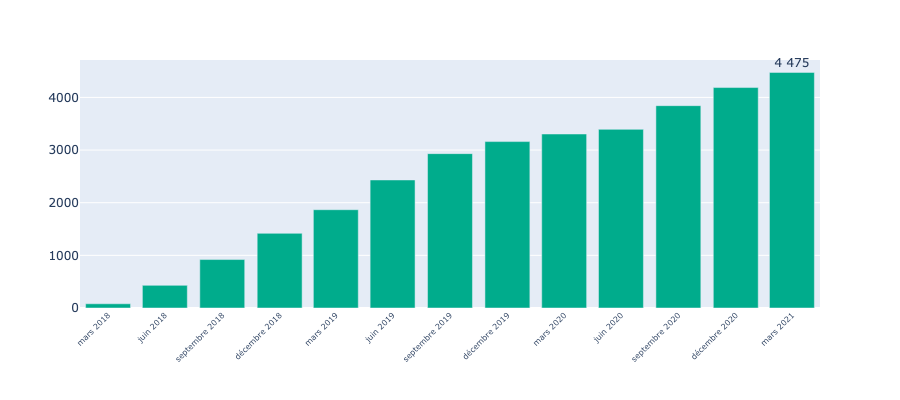 4 475
4000
3000
2000
1000
0
mars 2018
juin 2018
septembre 2018
décembre 2018
mars 2019
juin 2019
septembre 2019
décembre 2019
mars 2020
juin 2020
septembre 2020
décembre 2020
mars 2021